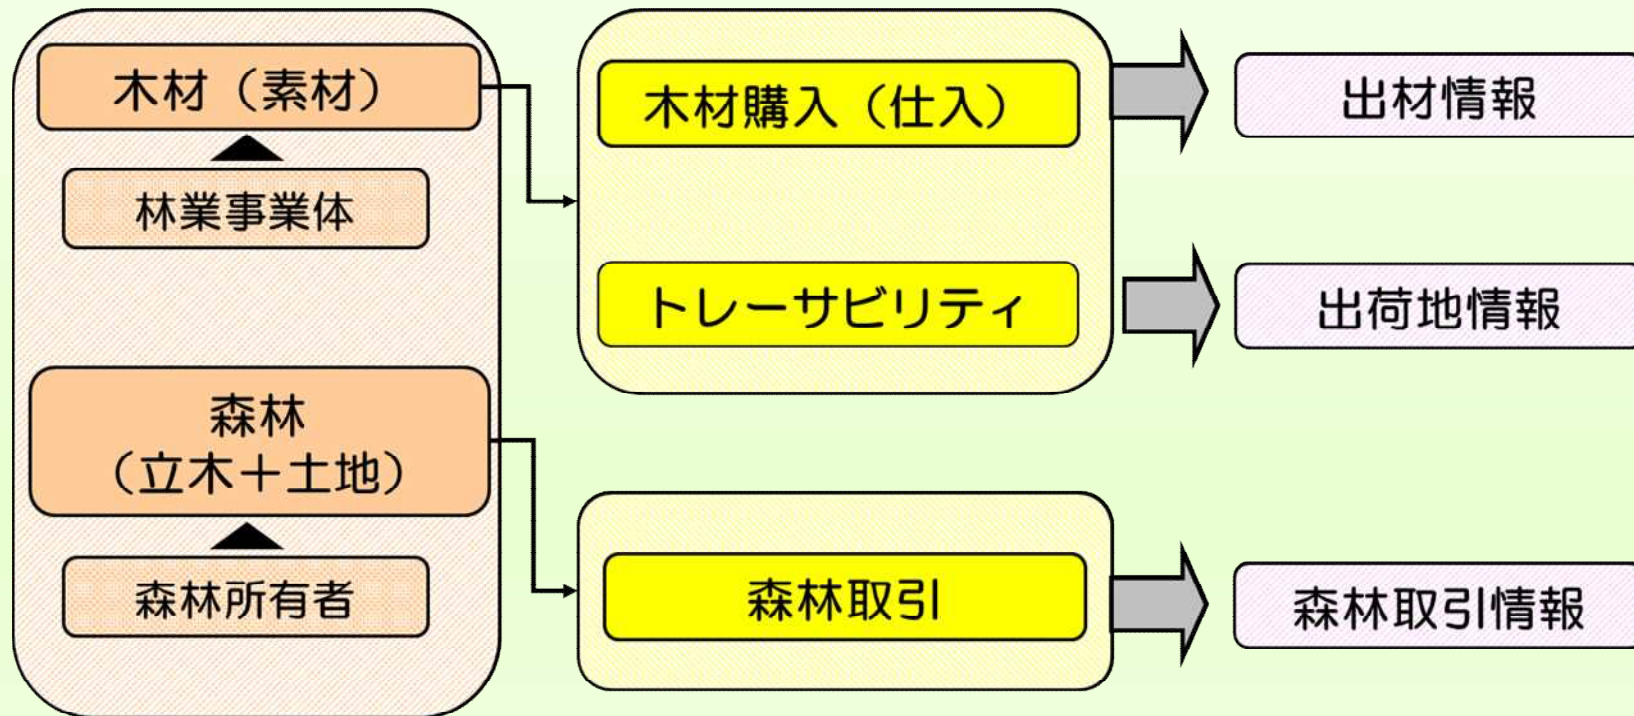 木材（素材）
林業事業体
森林
（立木＋土地）
森林所有者
木材購入（仕入）
トレーサビリティ
森林取引
出材情報
出荷地情報
森林取引情報